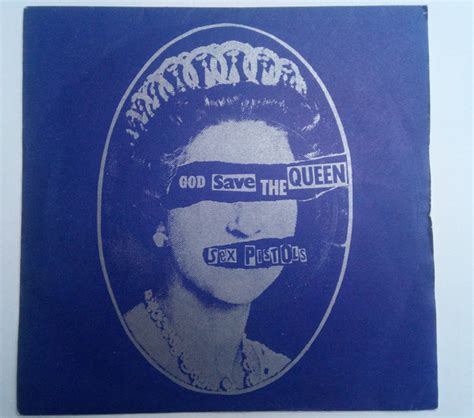 GOD Save THE QUEEN
SEX PISTOLS